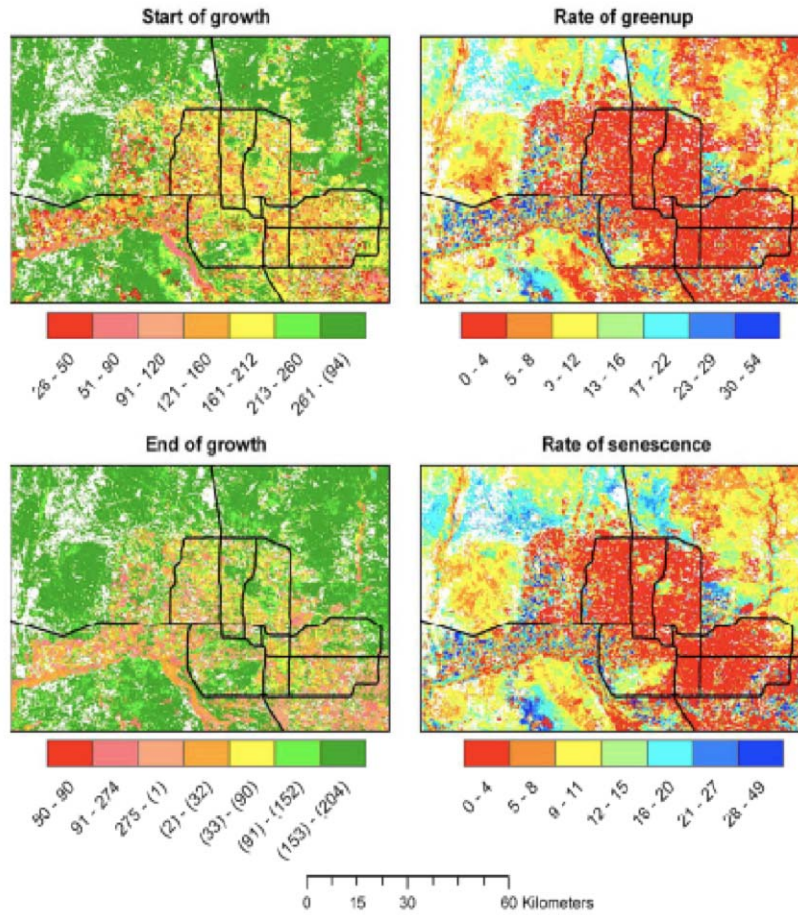 Start of growth
Rate of greenup
26 - 50
51 - 90
91 - 120
121 - 160
161 - 212
213 - 260
261 - (94)
0 - 4
5 - 8
9 - 12
13 - 16
17 - 22
23 - 29
30 - 54
End of growth
Rate of senescence
50 - 90
91 - 274
275 - (1)
(2) - (32)
(33) - (90)
(91) - (152)
(153) - (204)
0 - 4
5 - 8
9 - 11
12 - 15
16 - 20
21 - 27
28 - 49
0 15 30 60 Kilometers